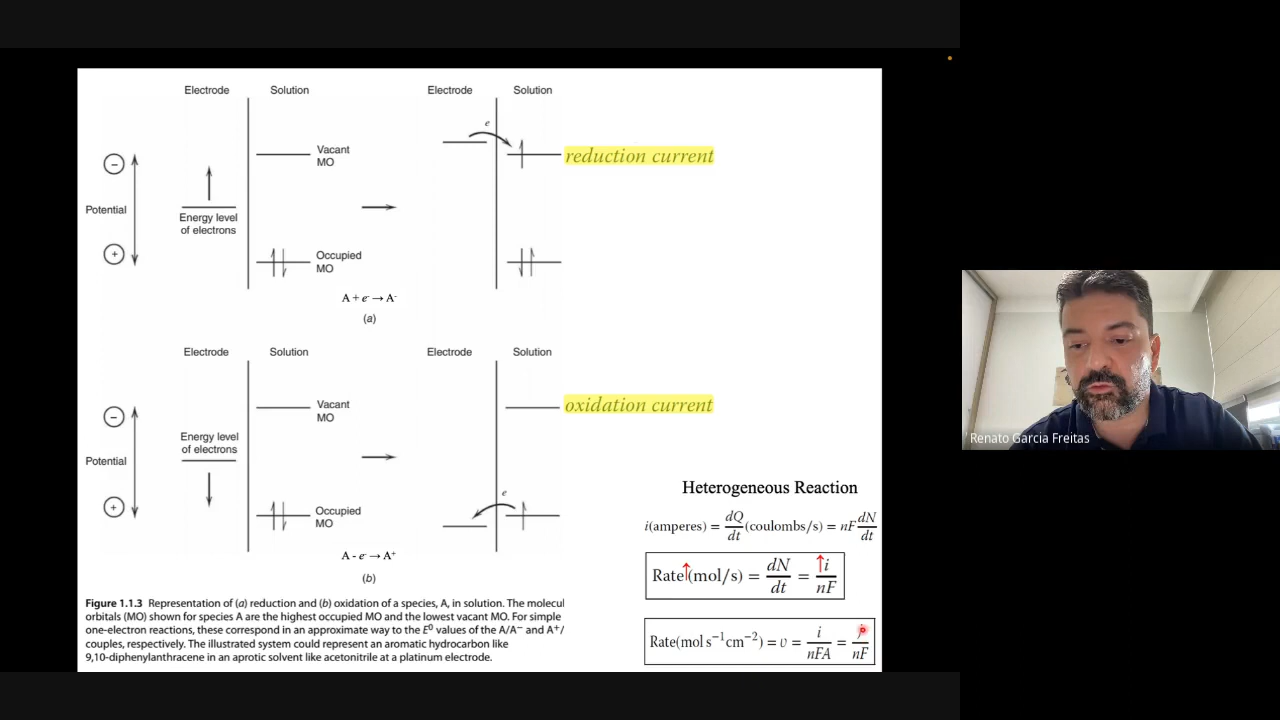 Electrode Solution Electrode Solution
e
Vacant
MO
reduction current
−
Potential
Energy level
of electrons
+
Occupied
MO
A + e⁻ → A⁻
(a)
Electrode Solution Electrode Solution
Vacant
MO
oxidation current
−
Energy level
of electrons
Potential
e
+
Occupied
MO
A - e⁻ → A⁺
(b)
Heterogeneous Reaction
i(amperes) = dQ/dt (coulombs/s) = nF dN/dt
Rate (mol/s) = dN/dt = i/nF
Rate(mol s⁻¹cm⁻²) = υ = i/nFA = j/nF
Figure 1.1.3 Representation of (a) reduction and (b) oxidation of a species, A, in solution. The molecul
orbitals (MO) shown for species A are the highest occupied MO and the lowest vacant MO. For simple
one-electron reactions, these correspond in an approximate way to the E⁰ values of the A/A⁻ and A⁺/
couples, respectively. The illustrated system could represent an aromatic hydrocarbon like
9,10-diphenylanthracene in an aprotic solvent like acetonitrile at a platinum electrode.
Renato Garcia Freitas